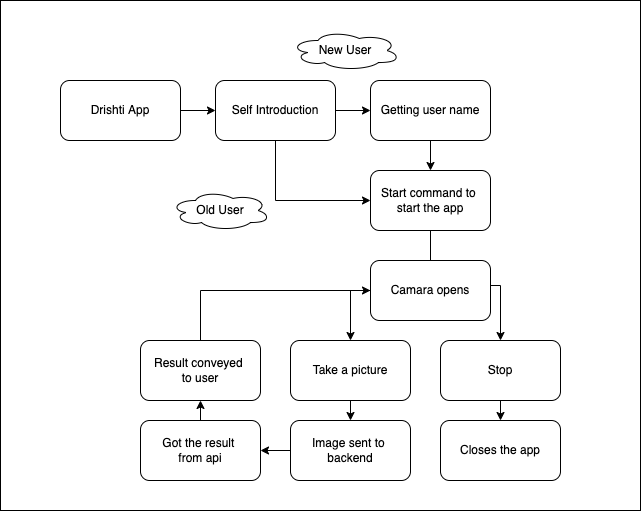 New User
Drishti App
Self Introduction
Getting user name
Start command to
start the app
Old User
Camara opens
Result conveyed
to user
Take a picture
Stop
Got the result
from api
Image sent to
backend
Closes the app